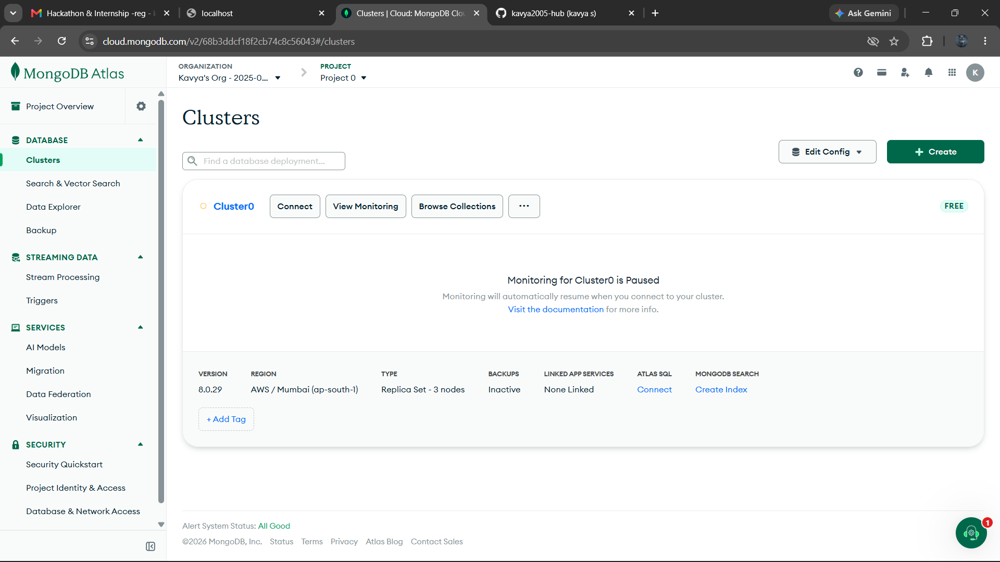 Hackathon & Internship -reg -
localhost
Clusters | Cloud: MongoDB Clou
kavya2005-hub (kavya s)
Ask Gemini
cloud.mongodb.com/v2/68b3ddcf18f2cb74c8c56043#/clusters
MongoDB Atlas
ORGANIZATION
Kavya's Org - 2025-0...
PROJECT
Project 0
K
Project Overview
DATABASE
Clusters
Search & Vector Search
Data Explorer
Backup
STREAMING DATA
Stream Processing
Triggers
SERVICES
AI Models
Migration
Data Federation
Visualization
SECURITY
Security Quickstart
Project Identity & Access
Database & Network Access
Clusters
Find a database deployment...
Edit Config
+ Create
Cluster0
Connect
View Monitoring
Browse Collections
...
FREE
Monitoring for Cluster0 is Paused
Monitoring will automatically resume when you connect to your cluster.
Visit the documentation for more info.
VERSION
8.0.29
REGION
AWS / Mumbai (ap-south-1)
TYPE
Replica Set - 3 nodes
BACKUPS
Inactive
LINKED APP SERVICES
None Linked
ATLAS SQL
Connect
MONGODB SEARCH
Create Index
+ Add Tag
Alert System Status: All Good
©2026 MongoDB, Inc. Status Terms Privacy Atlas Blog Contact Sales
1